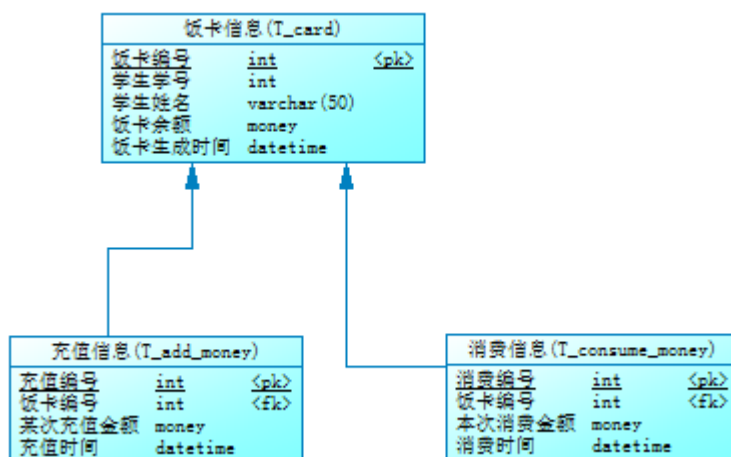 饭卡信息(T_card)
饭卡编号 int <pk>
学生学号 int
学生姓名 varchar(50)
饭卡余额 money
饭卡生成时间 datetime
充值信息(T_add_money)
充值编号 int <pk>
饭卡编号 int <fk>
某次充值金额 money
充值时间 datetime
消费信息(T_consume_money)
消费编号 int <pk>
饭卡编号 int <fk>
本次消费金额 money
消费时间 datetime